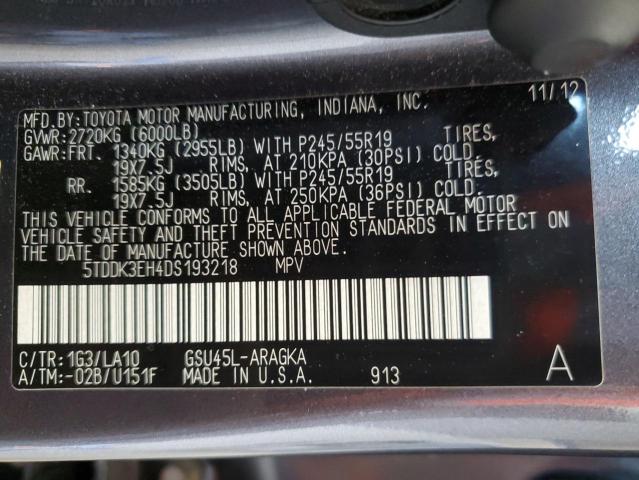 MFD.BY:TOYOTA MOTOR MANUFACTURING, INDIANA, INC. 11/12
GVWR:2720KG (6000LB)
GAWR:FRT. 1340KG (2955LB) WITH P245/55R19 TIRES,
19X7.5J RIMS, AT 210KPA (30PSI) COLD.
RR. 1585KG (3505LB) WITH P245/55R19 TIRES,
19X7.5J RIMS, AT 250KPA (36PSI) COLD.
THIS VEHICLE CONFORMS TO ALL APPLICABLE FEDERAL MOTOR
VEHICLE SAFETY AND THEFT PREVENTION STANDARDS IN EFFECT ON
THE DATE OF MANUFACTURE SHOWN ABOVE.
5TDDK3EH4DS193218 MPV
C/TR:1G3/LA10 GSU45L-ARAGKA
A/TM:-02B/U151F MADE IN U.S.A. 913 A